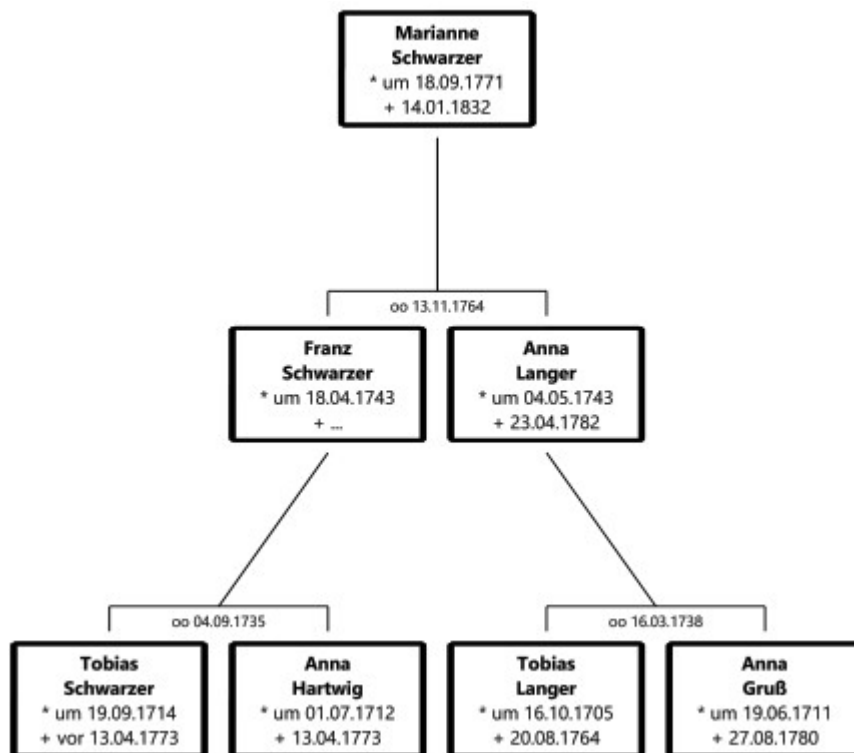 Marianne
Schwarzer
* um 18.09.1771
+ 14.01.1832
oo 13.11.1764
Franz
Schwarzer
* um 18.04.1743
+ ...
Anna
Langer
* um 04.05.1743
+ 23.04.1782
oo 04.09.1735
oo 16.03.1738
Tobias
Schwarzer
* um 19.09.1714
+ vor 13.04.1773
Anna
Hartwig
* um 01.07.1712
+ 13.04.1773
Tobias
Langer
* um 16.10.1705
+ 20.08.1764
Anna
Gruß
* um 19.06.1711
+ 27.08.1780